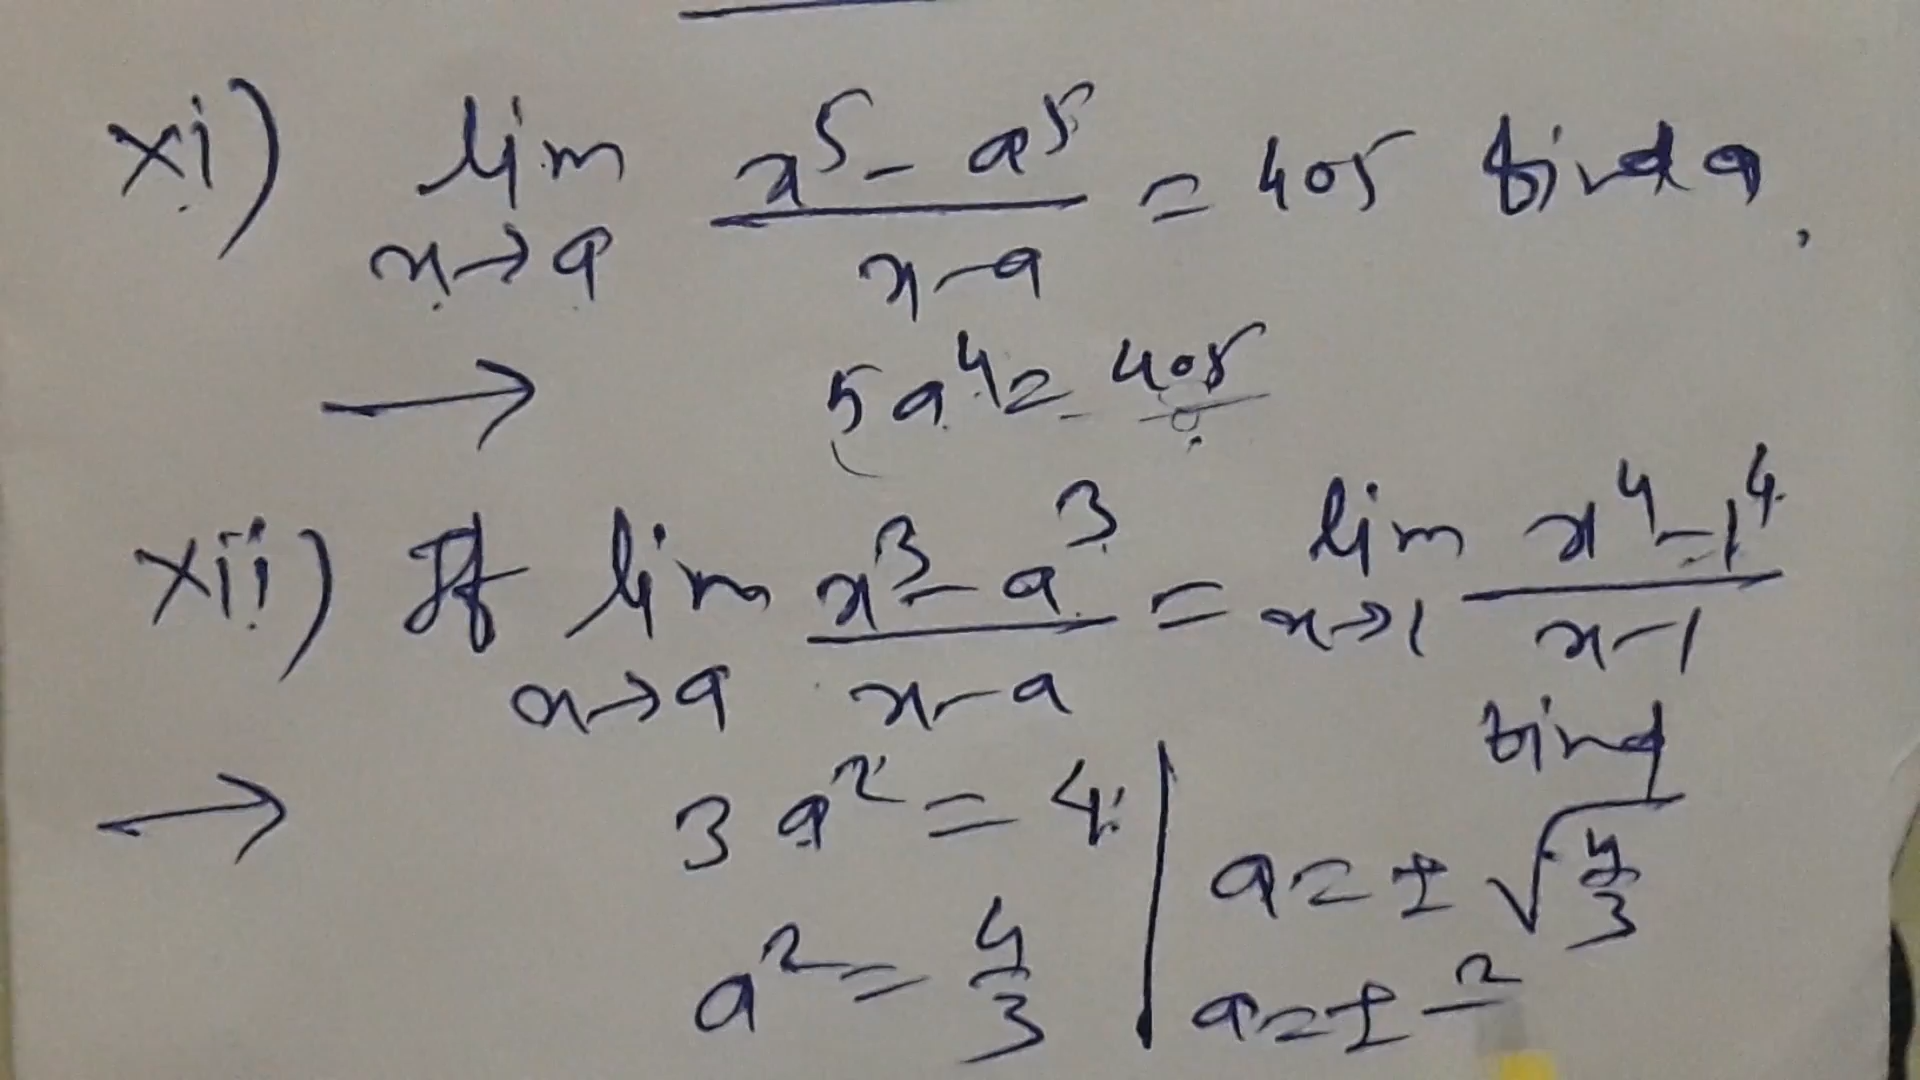 xi) lim x→a (x⁵ - a⁵)/(x-a) = 405 find a,
→ 5a⁴ = 405
xii) If lim x→a (x³ - a³)/(x-a) = lim x→1 (x⁴ - 1⁴)/(x-1)
find
→ 3a² = 4
a² = 4/3
a = ± √(4/3)
a = ± 2